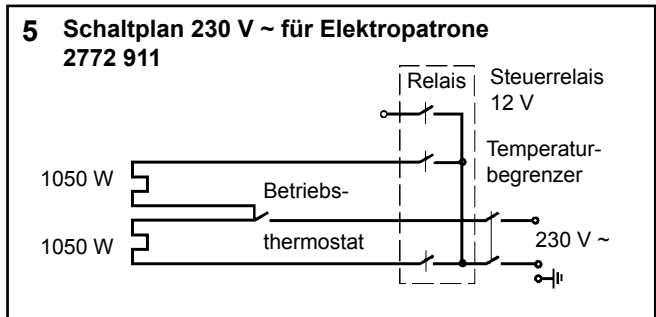 5 Schaltplan 230 V ~ für Elektropatrone
2772 911
Relais
Steuerrelais
12 V
Temperatur-
begrenzer
1050 W
Betriebs-
thermostat
1050 W
230 V ~